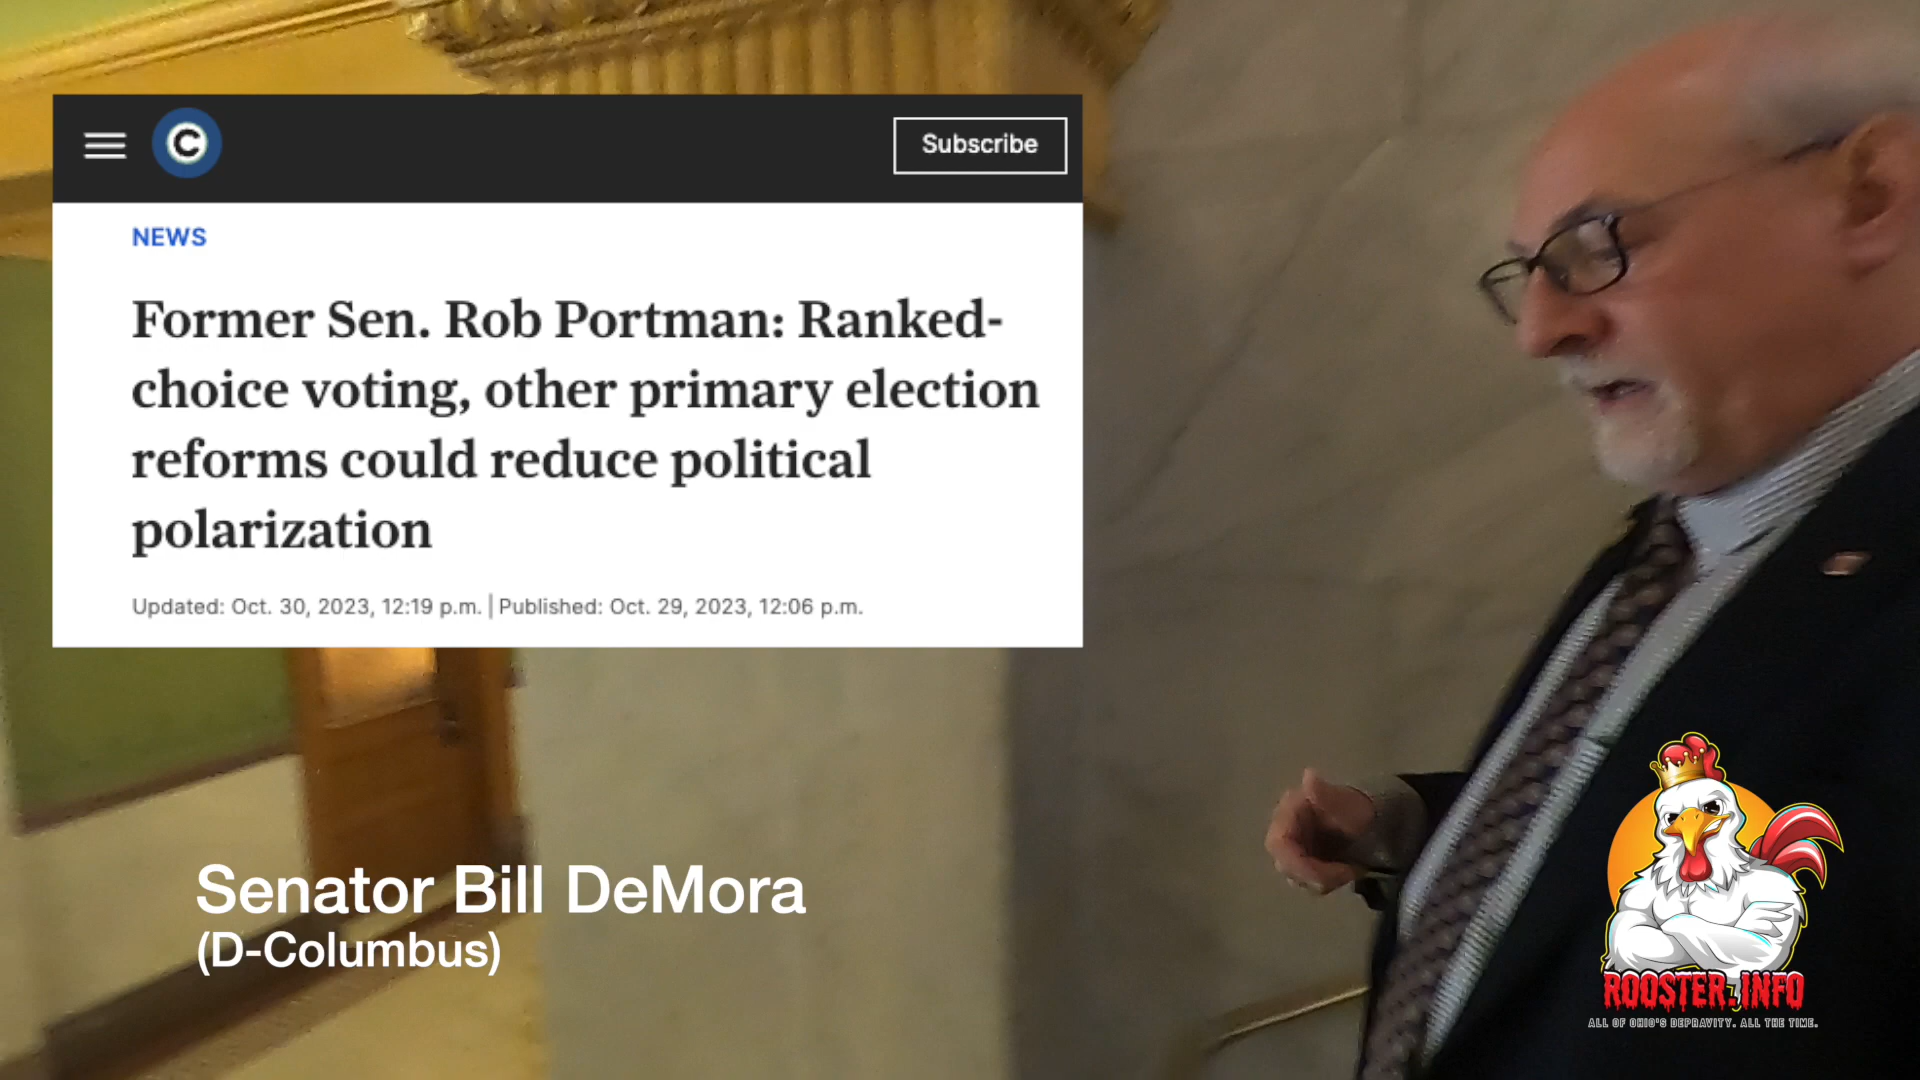 C
Subscribe
NEWS
Former Sen. Rob Portman: Ranked-
choice voting, other primary election
reforms could reduce political
polarization
Updated: Oct. 30, 2023, 12:19 p.m. | Published: Oct. 29, 2023, 12:06 p.m.
Senator Bill DeMora
(D-Columbus)
ROOSTER.INFO
ALL OF OHIO'S DEPRAVITY. ALL THE TIME.